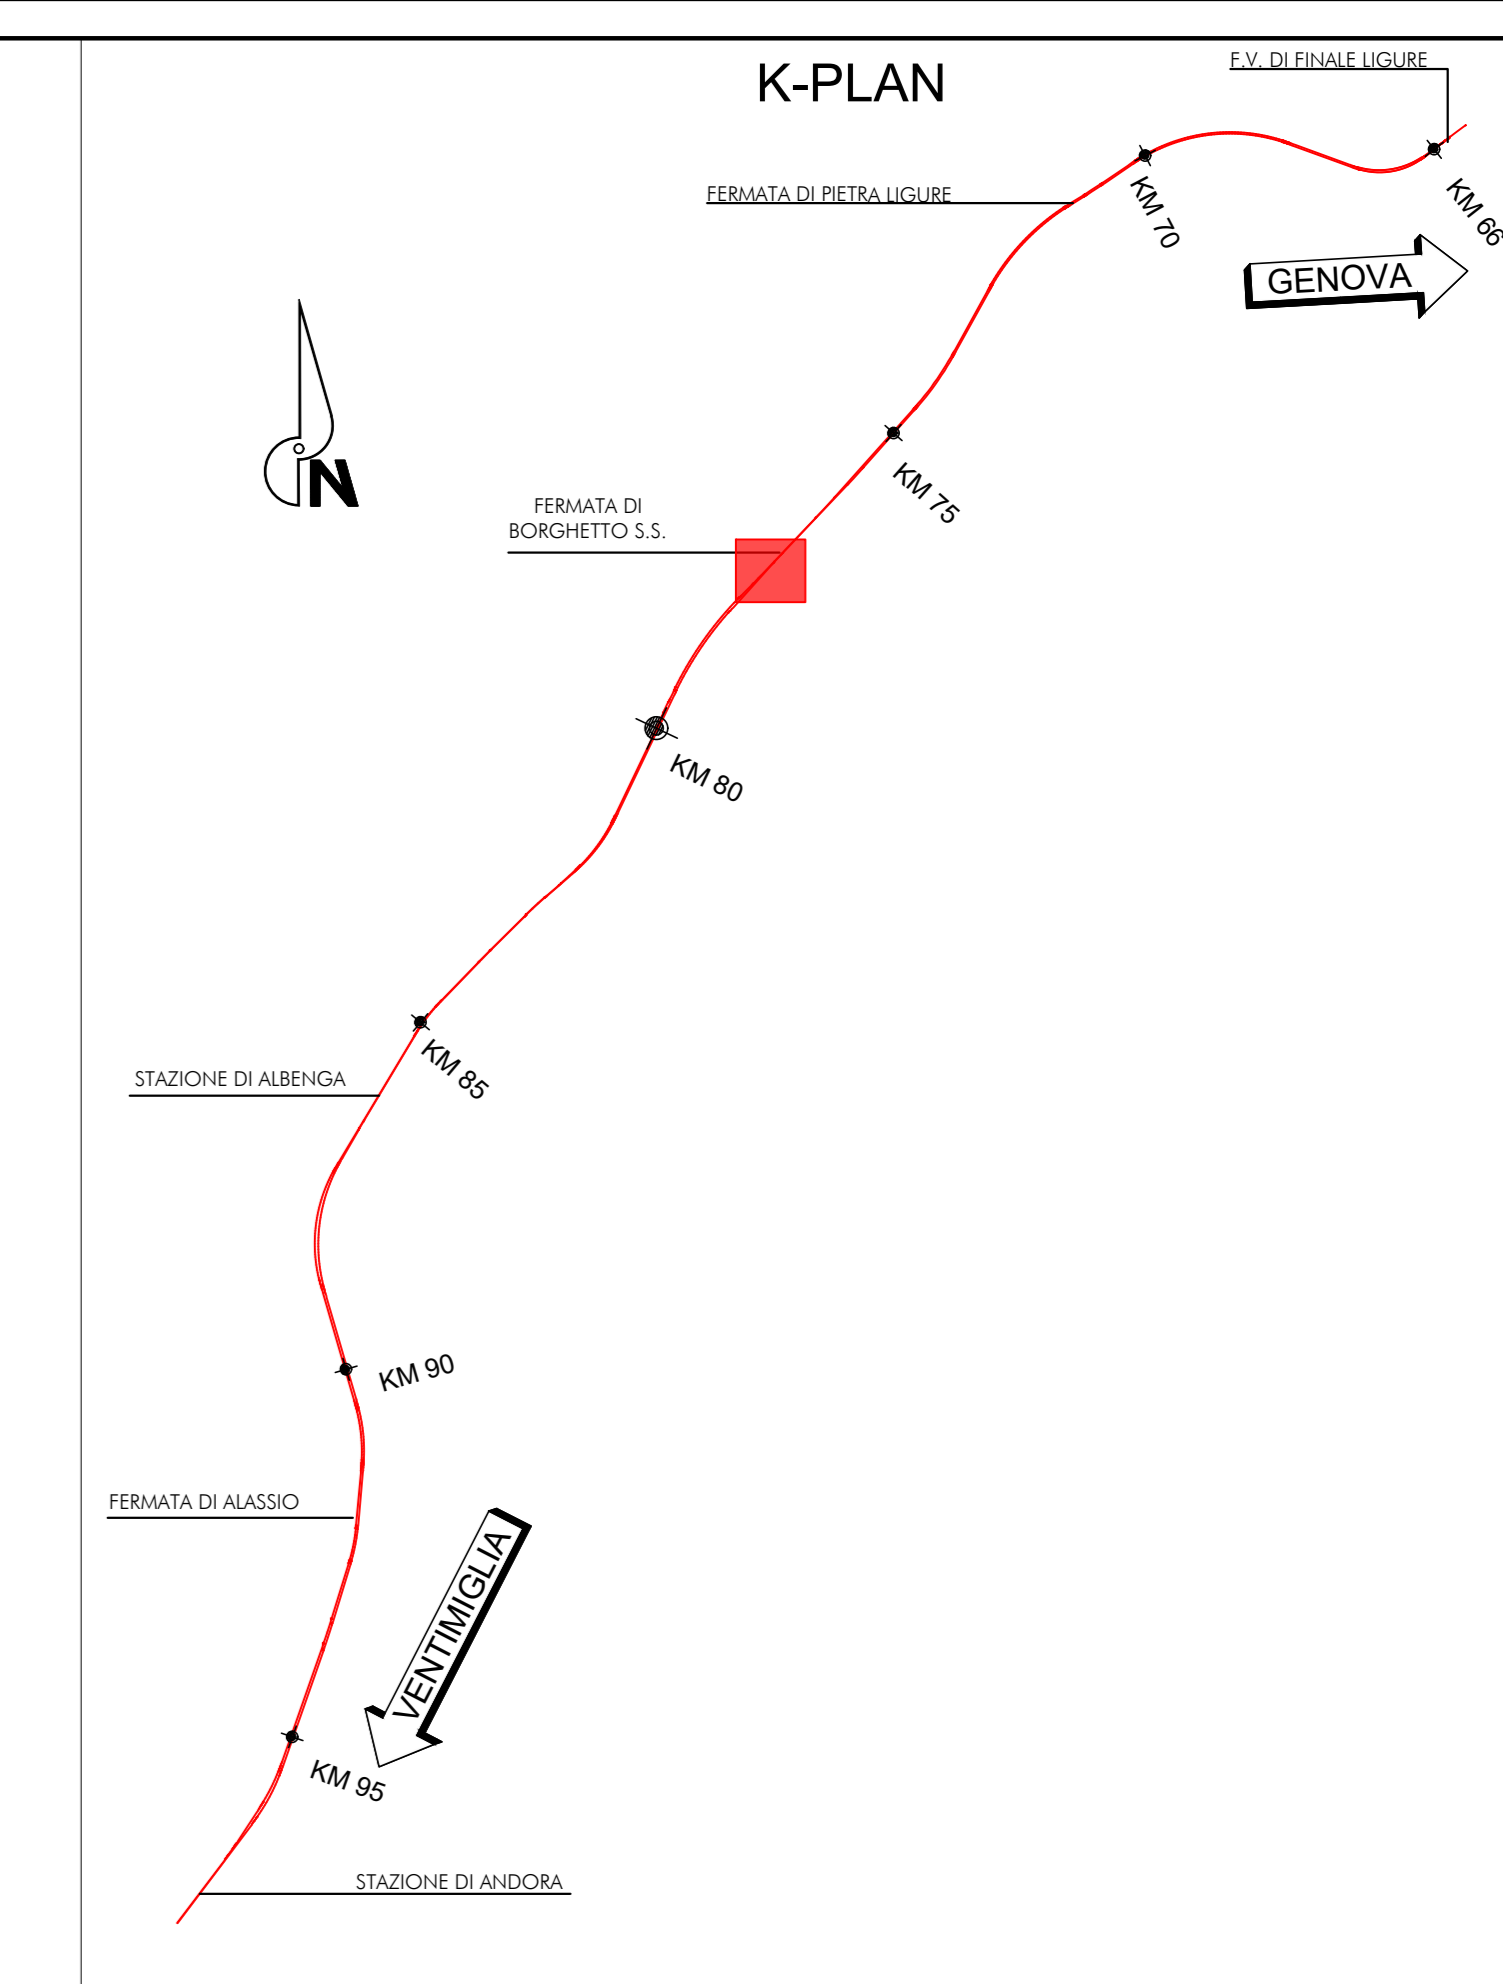 K-PLAN
F.V. DI FINALE LIGURE
FERMATA DI PIETRA LIGURE
KM 70
KM 66
GENOVA
N
KM 75
FERMATA DI
BORGHETTO S.S.
KM 80
STAZIONE DI ALBENGA
KM 85
KM 90
FERMATA DI ALASSIO
VENTIMIGLIA
KM 95
STAZIONE DI ANDORA